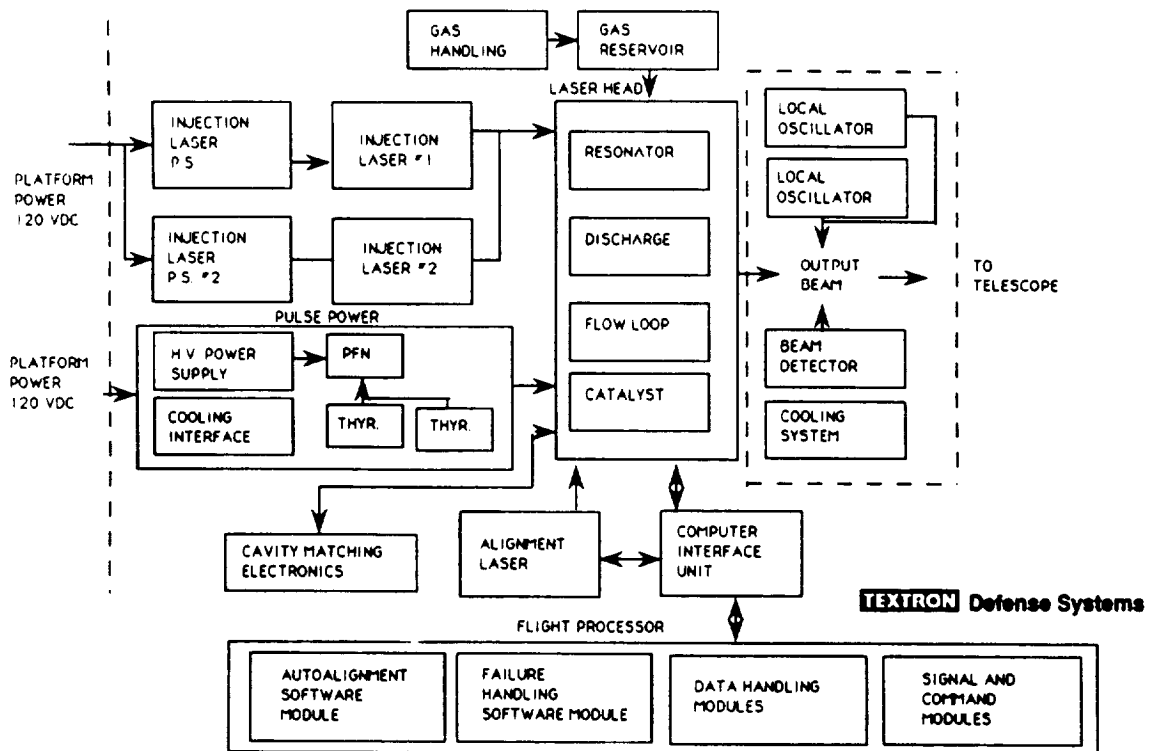 GAS
HANDLING
GAS
RESERVOIR
LASER HEAD
INJECTION
LASER
P.S.
INJECTION
LASER #1
RESONATOR
LOCAL
OSCILLATOR
PLATFORM
POWER
120 VDC
LOCAL
OSCILLATOR
INJECTION
LASER
P.S. #2
INJECTION
LASER #2
DISCHARGE
OUTPUT
BEAM
TO
TELESCOPE
PULSE POWER
PLATFORM
POWER
120 VDC
H.V. POWER
SUPPLY
PFN
FLOW LOOP
BEAM
DETECTOR
COOLING
INTERFACE
THYR.
THYR.
CATALYST
COOLING
SYSTEM
CAVITY MATCHING
ELECTRONICS
ALIGNMENT
LASER
COMPUTER
INTERFACE
UNIT
TEXTRON Defense Systems
FLIGHT PROCESSOR
AUTOALIGNMENT
SOFTWARE
MODULE
FAILURE
HANDLING
SOFTWARE MODULE
DATA HANDLING
MODULES
SIGNAL AND
COMMAND
MODULES